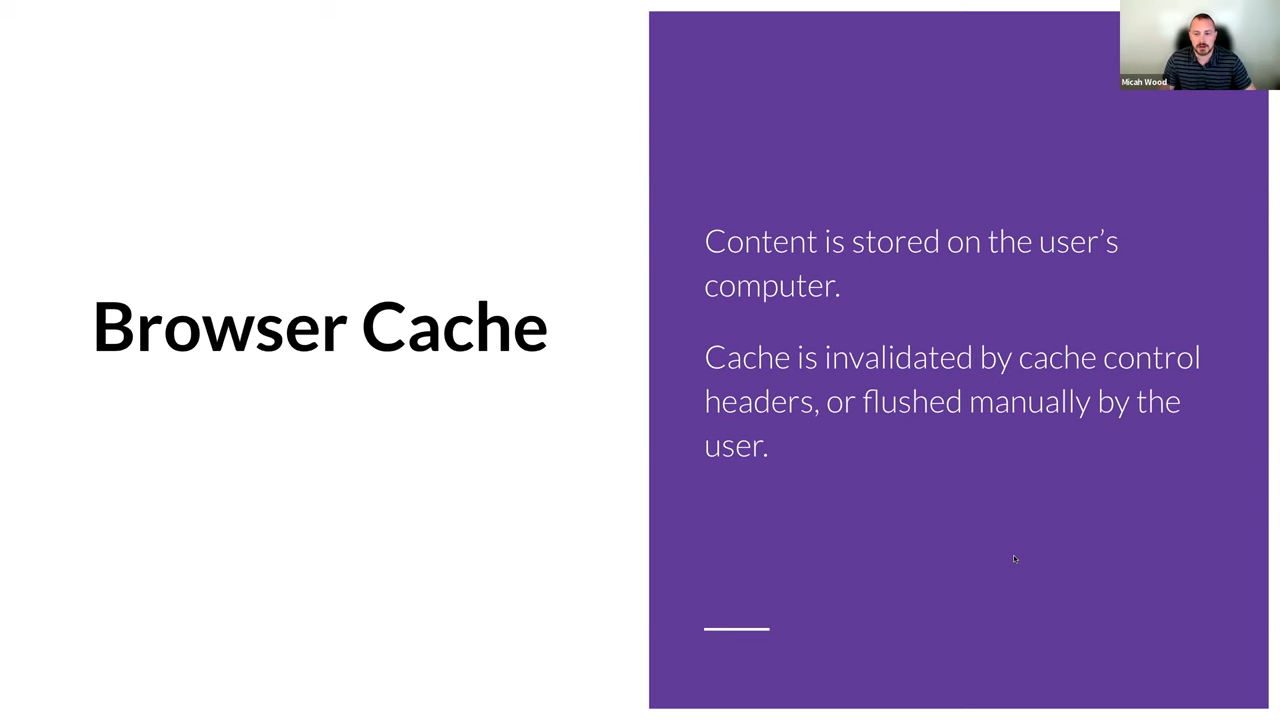 Micah Wood
Browser Cache
Content is stored on the user’s
computer.
Cache is invalidated by cache control
headers, or flushed manually by the
user.